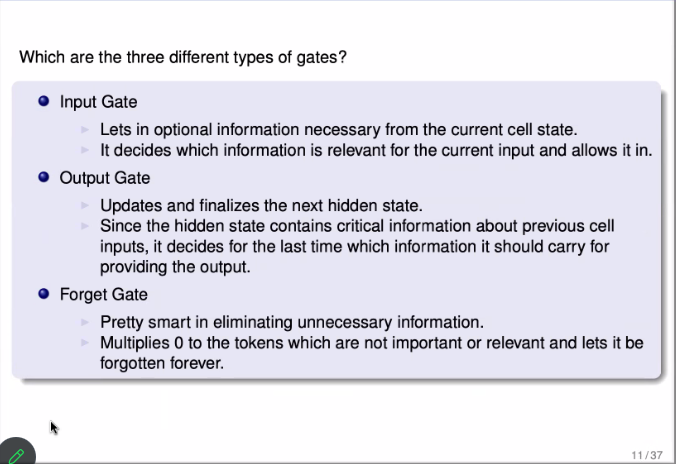 Which are the three different types of gates?
Input Gate
Lets in optional information necessary from the current cell state.
It decides which information is relevant for the current input and allows it in.
Output Gate
Updates and finalizes the next hidden state.
Since the hidden state contains critical information about previous cell
inputs, it decides for the last time which information it should carry for
providing the output.
Forget Gate
Pretty smart in eliminating unnecessary information.
Multiplies 0 to the tokens which are not important or relevant and lets it be
forgotten forever.
11/37